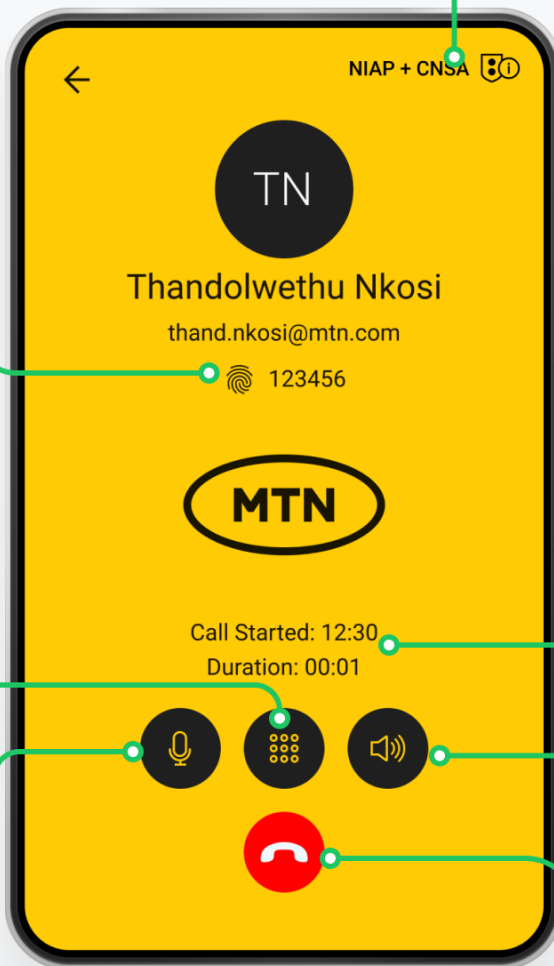 NIAP + CNSA
TN
Thandolwethu Nkosi
thand.nkosi@mtn.com
123456
MTN
Call Started: 12:30
Duration: 00:01